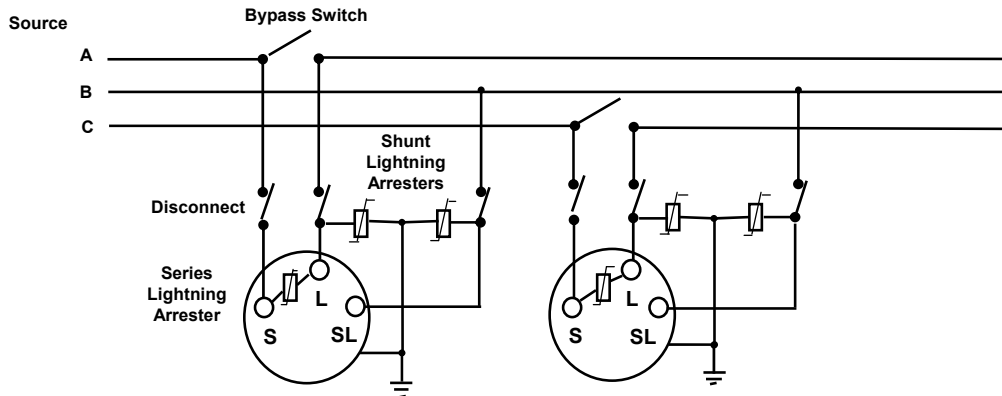 Bypass Switch
Source
A
B
C
Shunt
Lightning
Arresters
Disconnect
Series
Lightning
Arrester
L
S
SL
L
S
SL